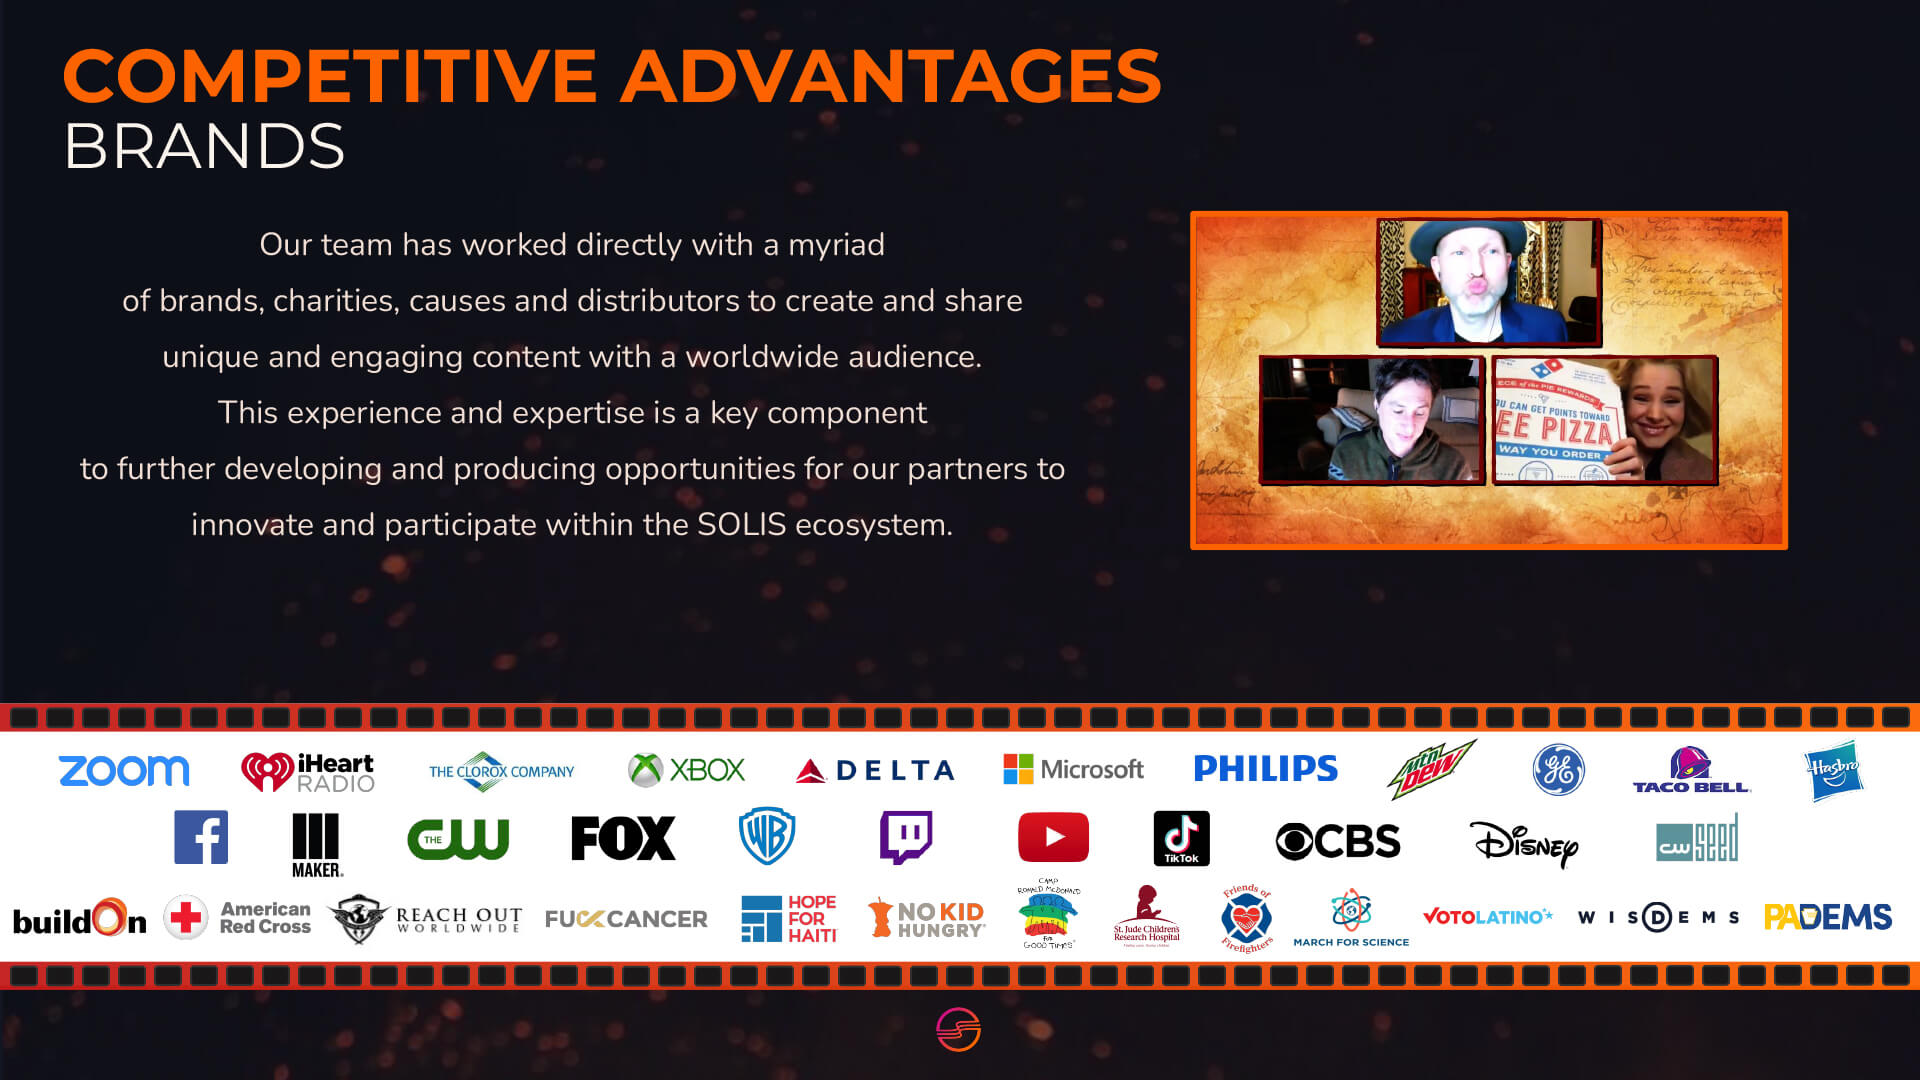 COMPETITIVE ADVANTAGES
BRANDS
Our team has worked directly with a myriad
of brands, charities, causes and distributors to create and share
unique and engaging content with a worldwide audience.
This experience and expertise is a key component
to further developing and producing opportunities for our partners to
innovate and participate within the SOLIS ecosystem.
ECE of the PIE REWARDS
U CAN GET POINTS TOWARD
EE PIZZA
WAY YOU ORDER
zoom
iHeart
RADIO
THE CLOROX COMPANY
XBOX
DELTA
Microsoft
PHILIPS
mtn
DEW
GE
TACO BELL
Hasbro
f
MAKER
THE CW
FOX
WB
TikTok
CBS
Disney
CW seed
buildOn
American
Red Cross
REACH OUT
WORLDWIDE
FUCK CANCER
HOPE
FOR
HAITI
NO KID
HUNGRY
CAMP
RONALD McDONALD
FOR
GOOD TIMES
St. Jude Children's
Research Hospital
Friends of
Firefighters
MARCH FOR SCIENCE
VOTOLATINO
WISDEMS
PADEMS